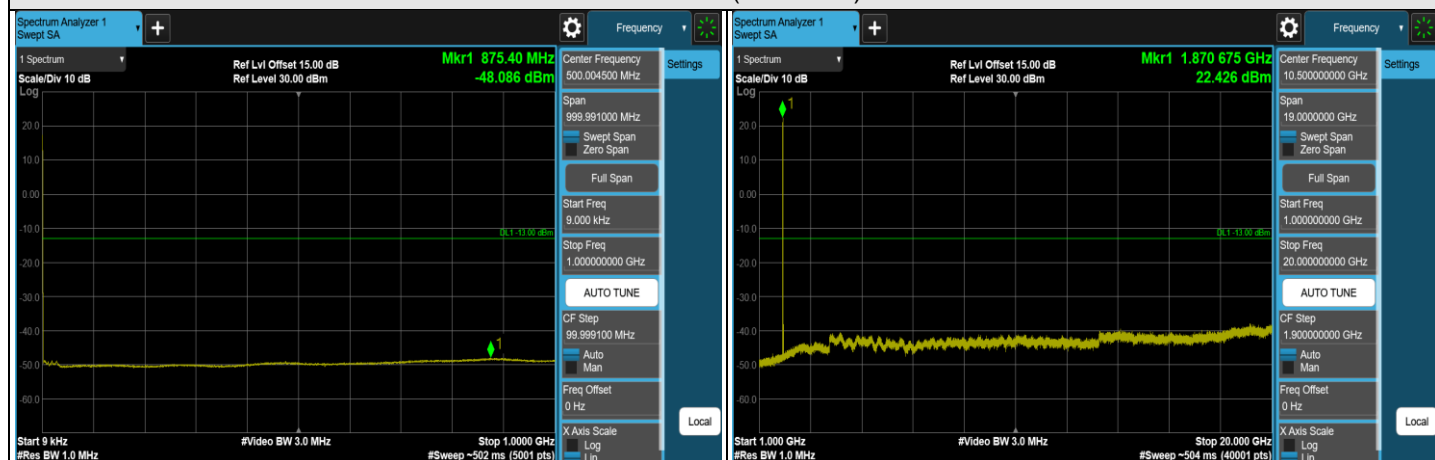 Spectrum Analyzer 1
Swept SA
+
Frequency
1 Spectrum
Scale/Div 10 dB
Log
Ref Lvl Offset 15.00 dB
Ref Level 30.00 dBm
Mkr1 875.40 MHz
-48.086 dBm
1
20.0
10.0
0.00
-10.0
-20.0
-30.0
-40.0
-50.0
-60.0
DL1 -13.00 dBm
Start 9 kHz
#Res BW 1.0 MHz
#Video BW 3.0 MHz
Stop 1.0000 GHz
#Sweep ~502 ms (5001 pts)
Center Frequency
500.004500 MHz
Settings
Span
999.991000 MHz
Swept Span
Zero Span
Full Span
Start Freq
9.000 kHz
Stop Freq
1.000000000 GHz
AUTO TUNE
CF Step
99.999100 MHz
Auto
Man
Freq Offset
0 Hz
X Axis Scale
Log
Lin
Local
Spectrum Analyzer 1
Swept SA
+
Frequency
1 Spectrum
Scale/Div 10 dB
Log
Ref Lvl Offset 15.00 dB
Ref Level 30.00 dBm
Mkr1 1.870 675 GHz
22.426 dBm
1
20.0
10.0
0.00
-10.0
-20.0
-30.0
-40.0
-50.0
-60.0
DL1 -13.00 dBm
Start 1.000 GHz
#Res BW 1.0 MHz
#Video BW 3.0 MHz
Stop 20.000 GHz
#Sweep ~504 ms (40001 pts)
Center Frequency
10.500000000 GHz
Settings
Span
19.0000000 GHz
Swept Span
Zero Span
Full Span
Start Freq
1.000000000 GHz
Stop Freq
20.000000000 GHz
AUTO TUNE
CF Step
1.900000000 GHz
Auto
Man
Freq Offset
0 Hz
X Axis Scale
Log
Lin
Local